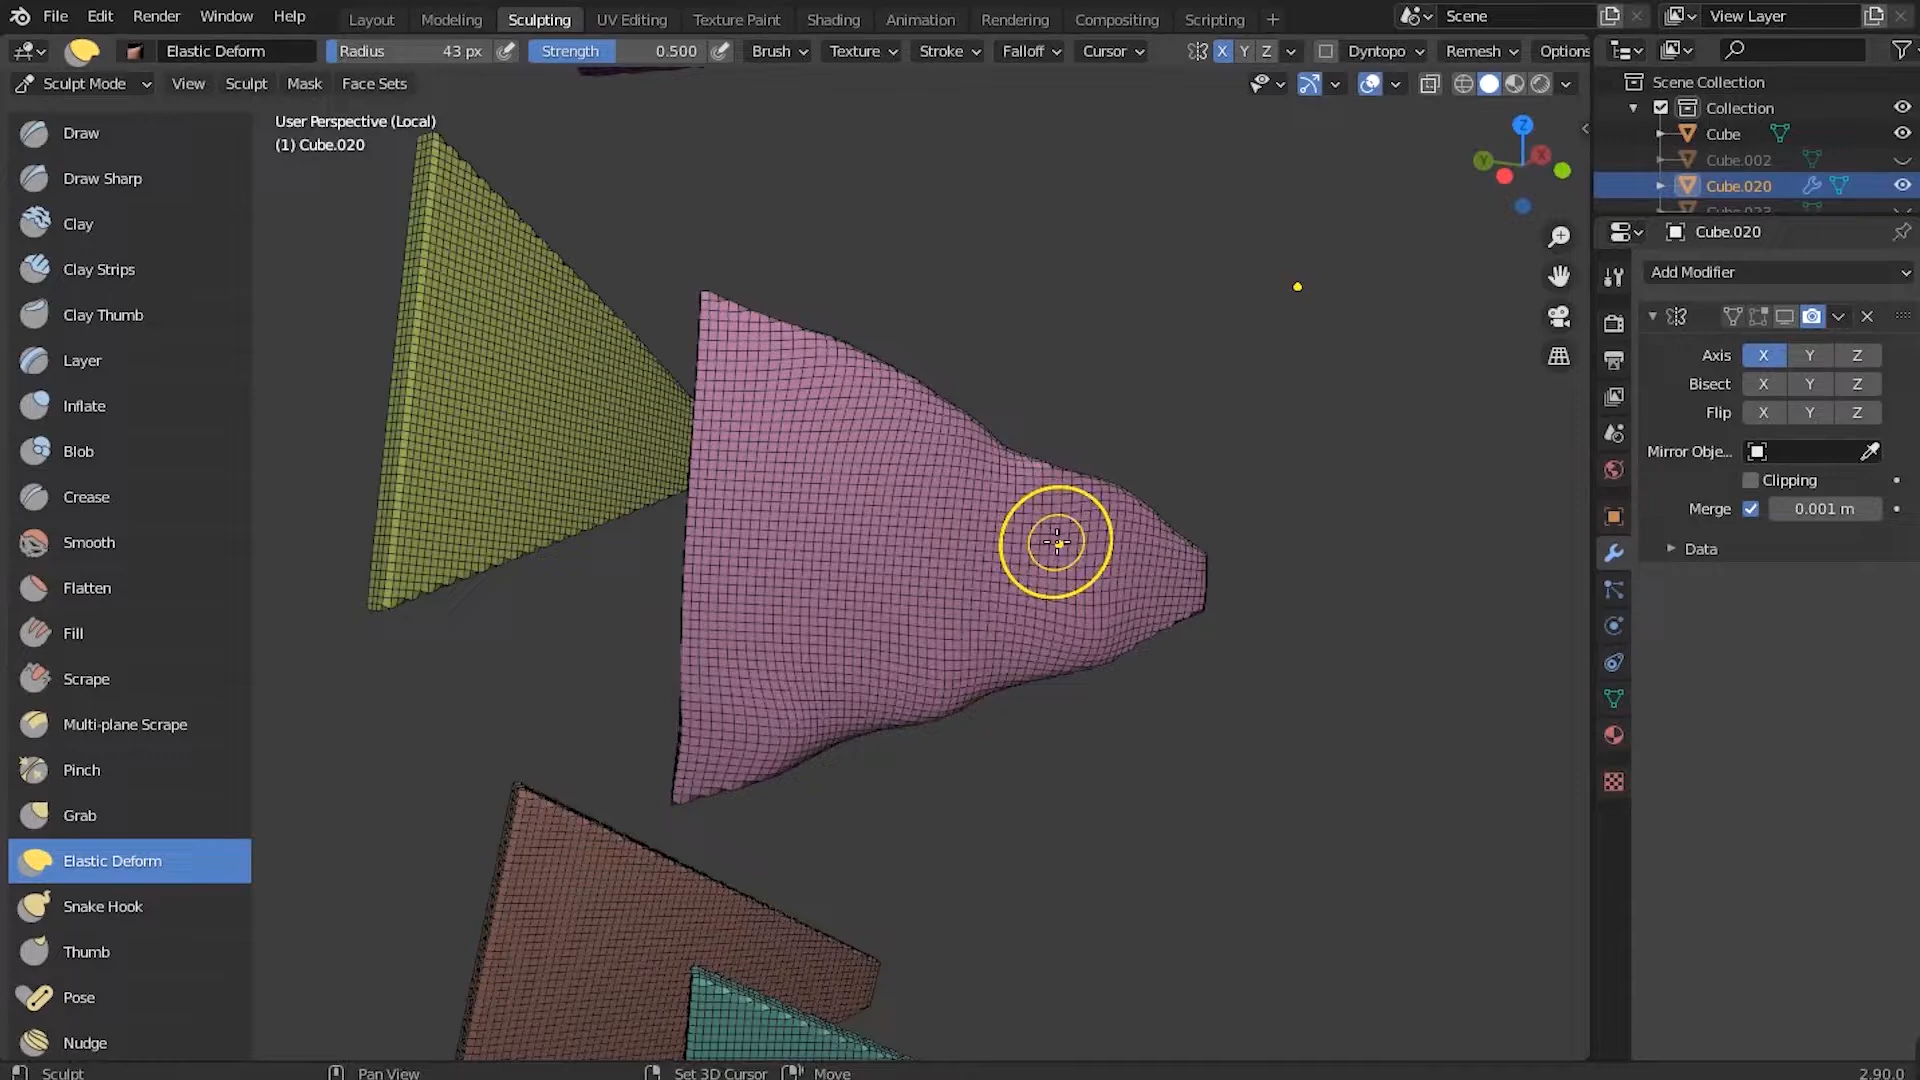 File Edit Render Window Help Layout Modeling Sculpting UV Editing Texture Paint Shading Animation Rendering Compositing Scripting + Scene View Layer
Elastic Deform Radius 43 px Strength 0.500 Brush Texture Stroke Falloff Cursor X Y Z Dyntopo Remesh Options
Sculpt Mode View Sculpt Mask Face Sets
User Perspective (Local)
(1) Cube.020
Draw
Draw Sharp
Clay
Clay Strips
Clay Thumb
Layer
Inflate
Blob
Crease
Smooth
Flatten
Fill
Scrape
Multi-plane Scrape
Pinch
Grab
Elastic Deform
Snake Hook
Thumb
Pose
Nudge
Z
Y
X
Scene Collection
Collection
Cube
Cube.002
Cube.020
Cube.023
Cube.020
Add Modifier
Axis X Y Z
Bisect X Y Z
Flip X Y Z
Mirror Obje...
Clipping
Merge 0.001 m
Data
Sculpt Pan View Set 3D Cursor Move 2.90.0